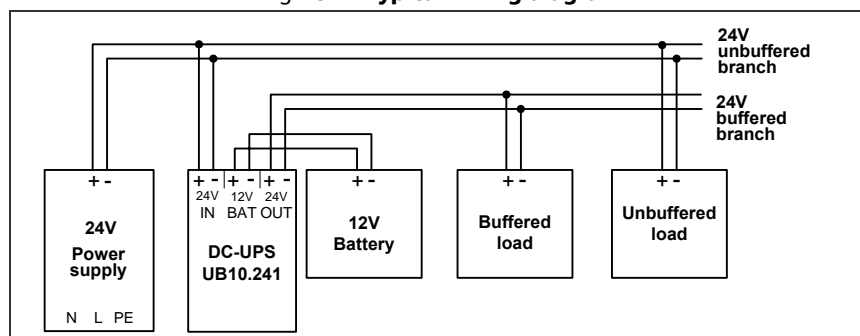 24V
unbuffered
branch
24V
buffered
branch
+ -
+ - + - + -
24V 12V 24V
IN BAT OUT
+ -
+ -
+ -
24V
Power
supply
N L PE
DC-UPS
UB10.241
12V
Battery
Buffered
load
Unbuffered
load